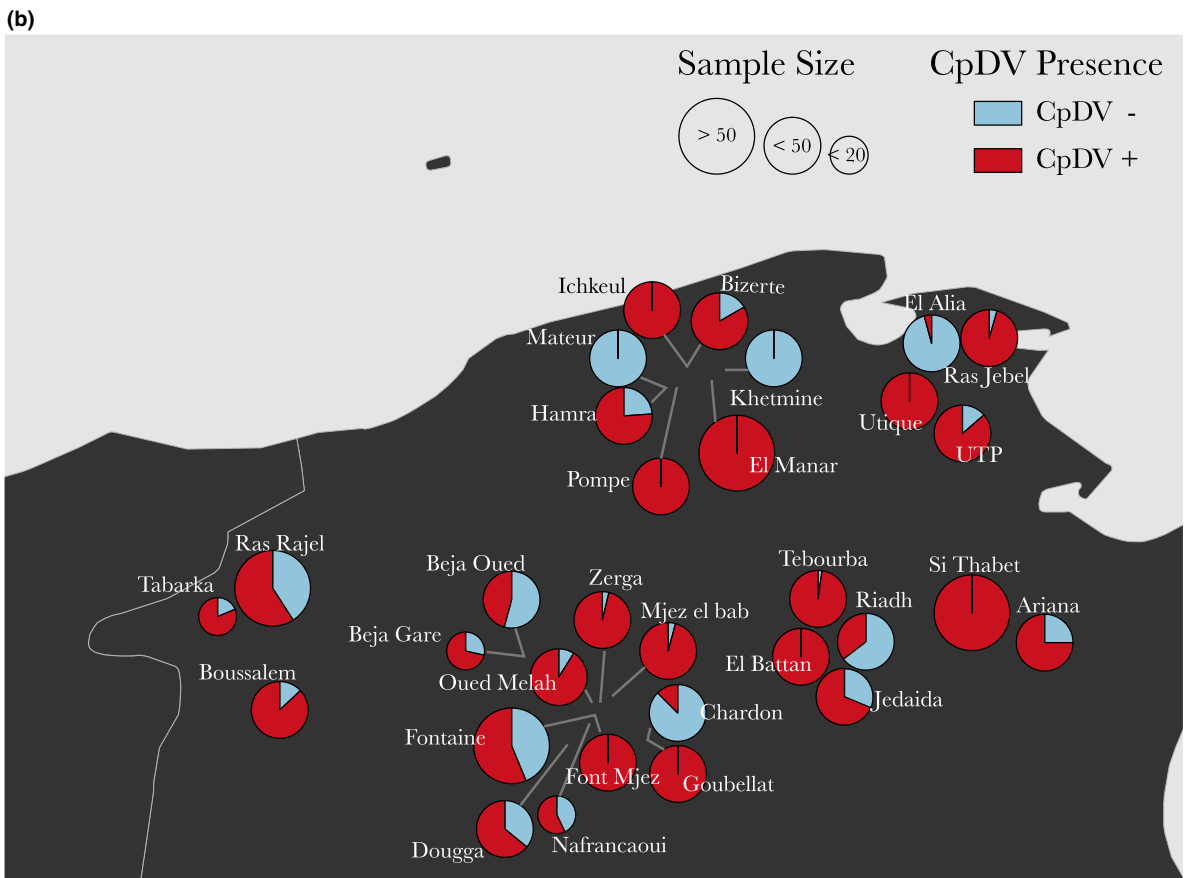 (b)
Sample Size
CpDV Presence
> 50
< 50
< 20
CpDV -
CpDV +
Ichkeul
Bizerte
El Alia
Mateur
Ras Jebel
Khetmine
Hamra
Utique
UTP
El Manar
Pompe
Ras Rajel
Tabarka
Beja Oued
Zerga
Tebourba
Si Thabet
Mjez el bab
Riadh
Ariana
Beja Gare
El Battan
Boussalem
Oued Melah
Jedaida
Chardon
Fontaine
Font Mjez
Goubellat
Dougga
Nafrancaoui